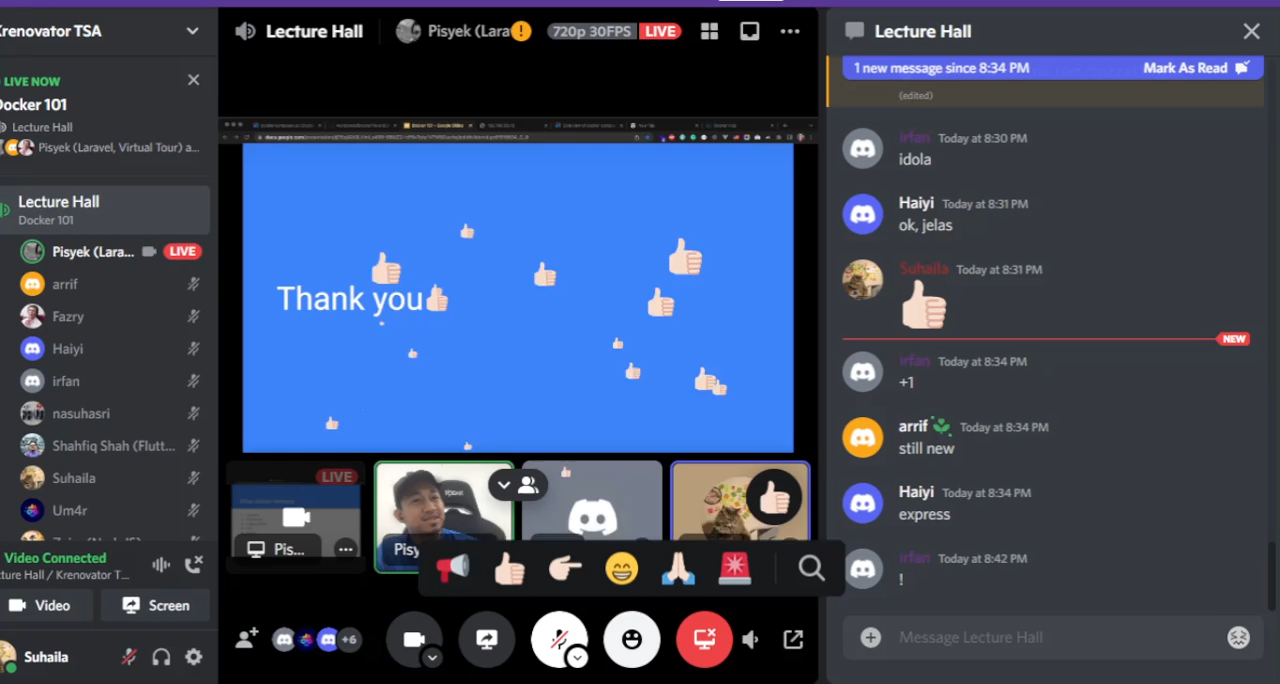 Krenovator TSA
LIVE NOW
Docker 101
Lecture Hall
Pisyek (Laravel, Virtual Tour) a...
Lecture Hall
Docker 101
Pisyek (Lara... LIVE
arrif
Fazry
Haiyi
irfan
nasuhasri
Shahfiq Shah (Flutt...
Suhaila
Um4r
Video Connected
cture Hall / Krenovator T...
Video
Screen
Suhaila
Lecture Hall
Pisyek (Lara
720p 30FPS LIVE
Thank you
LIVE
Pis...
Pisy
+6
Lecture Hall
1 new message since 8:34 PM
Mark As Read
(edited)
irfan Today at 8:30 PM
idola
Haiyi Today at 8:31 PM
ok, jelas
Suhaila Today at 8:31 PM
NEW
irfan Today at 8:34 PM
+1
arrif Today at 8:34 PM
still new
Haiyi Today at 8:34 PM
express
irfan Today at 8:42 PM
!
Message Lecture Hall